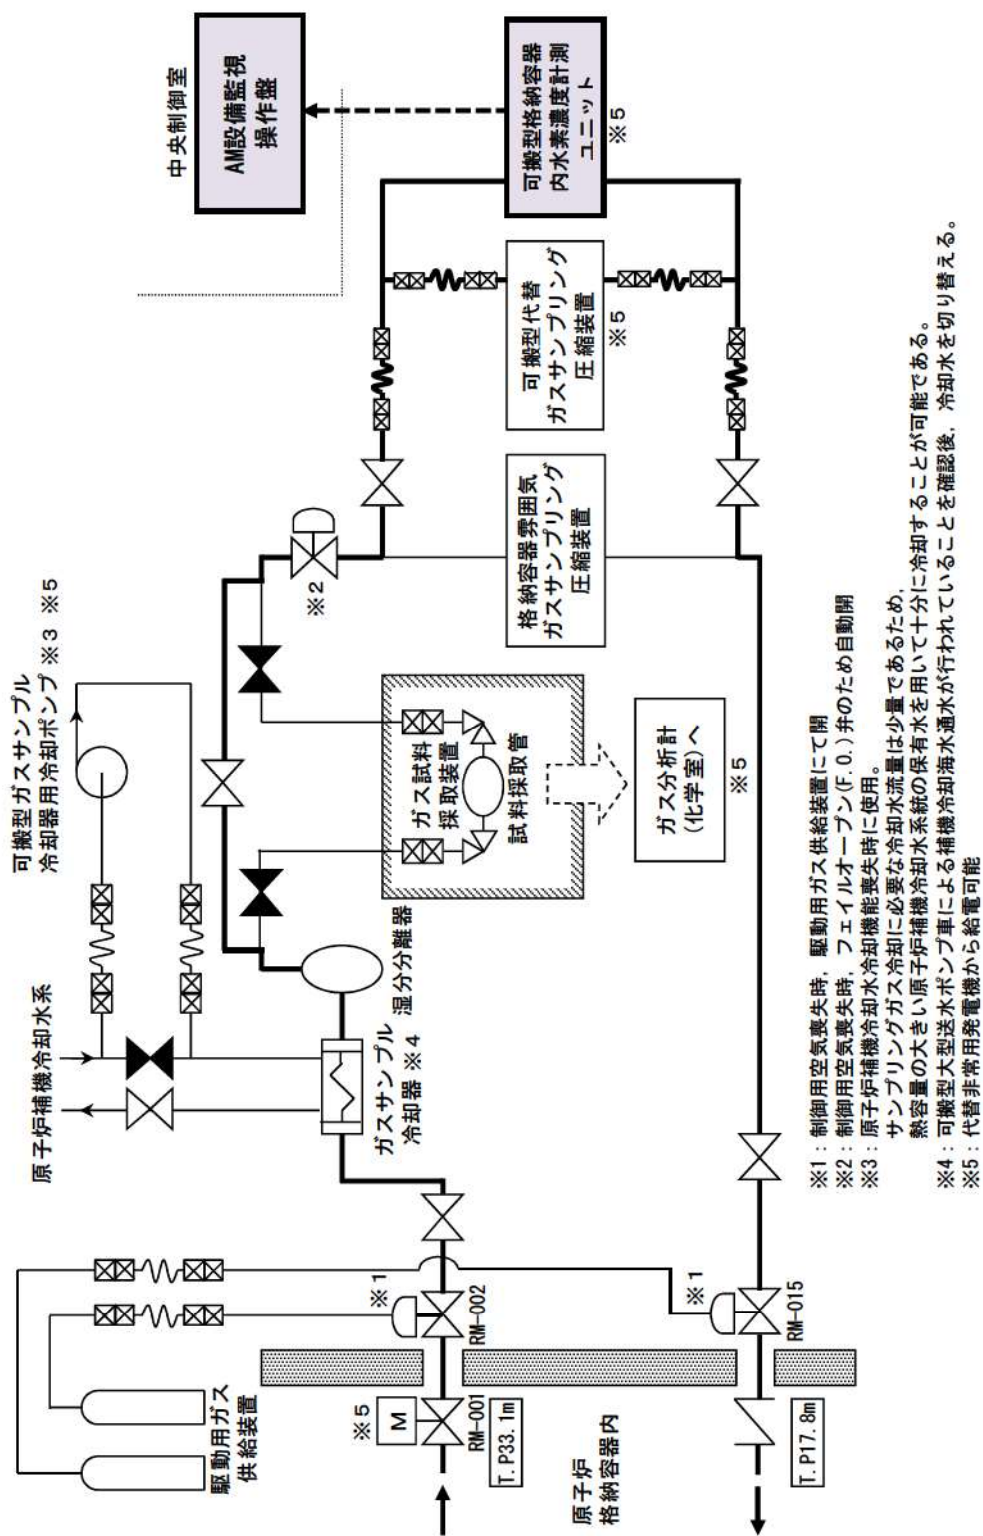 中央制御室
AM設備監視
操作盤
可搬型格納容器
内水素濃度計測
ユニット
※5
可搬型代替
ガスサンプリング
圧縮装置
※5
格納容器雰囲気
ガスサンプリング
圧縮装置
※2
可搬型ガスサンプル
冷却器用冷却ポンプ ※3 ※5
ガス試料
採取装置
試料採取管
ガス分析計
(化学室)へ
※5
湿分分離器
原子炉補機冷却水系
ガスサンプル
冷却器 ※4
駆動用ガス
供給装置
※1
RM-002
※1
RM-015
※5
M
RM-001
T.P33.1m
原子炉
格納容器内
T.P17.8m
※1：制御用空気喪失時，駆動用ガス供給装置にて開
※2：制御用空気喪失時，フェイルオープン(F.O.)弁のため自動開
※3：原子炉補機冷却水冷却機能喪失時に使用。
サンプリングガス冷却に必要な冷却水流量は少量であるため，
熱容量の大きい原子炉補機冷却水系統の保有水を用いて十分に冷却することが可能である。
※4：可搬型大型送水ポンプ車による補機冷却海水通水が行われていることを確認後，冷却水を切り替える。
※5：代替非常用発電機から給電可能